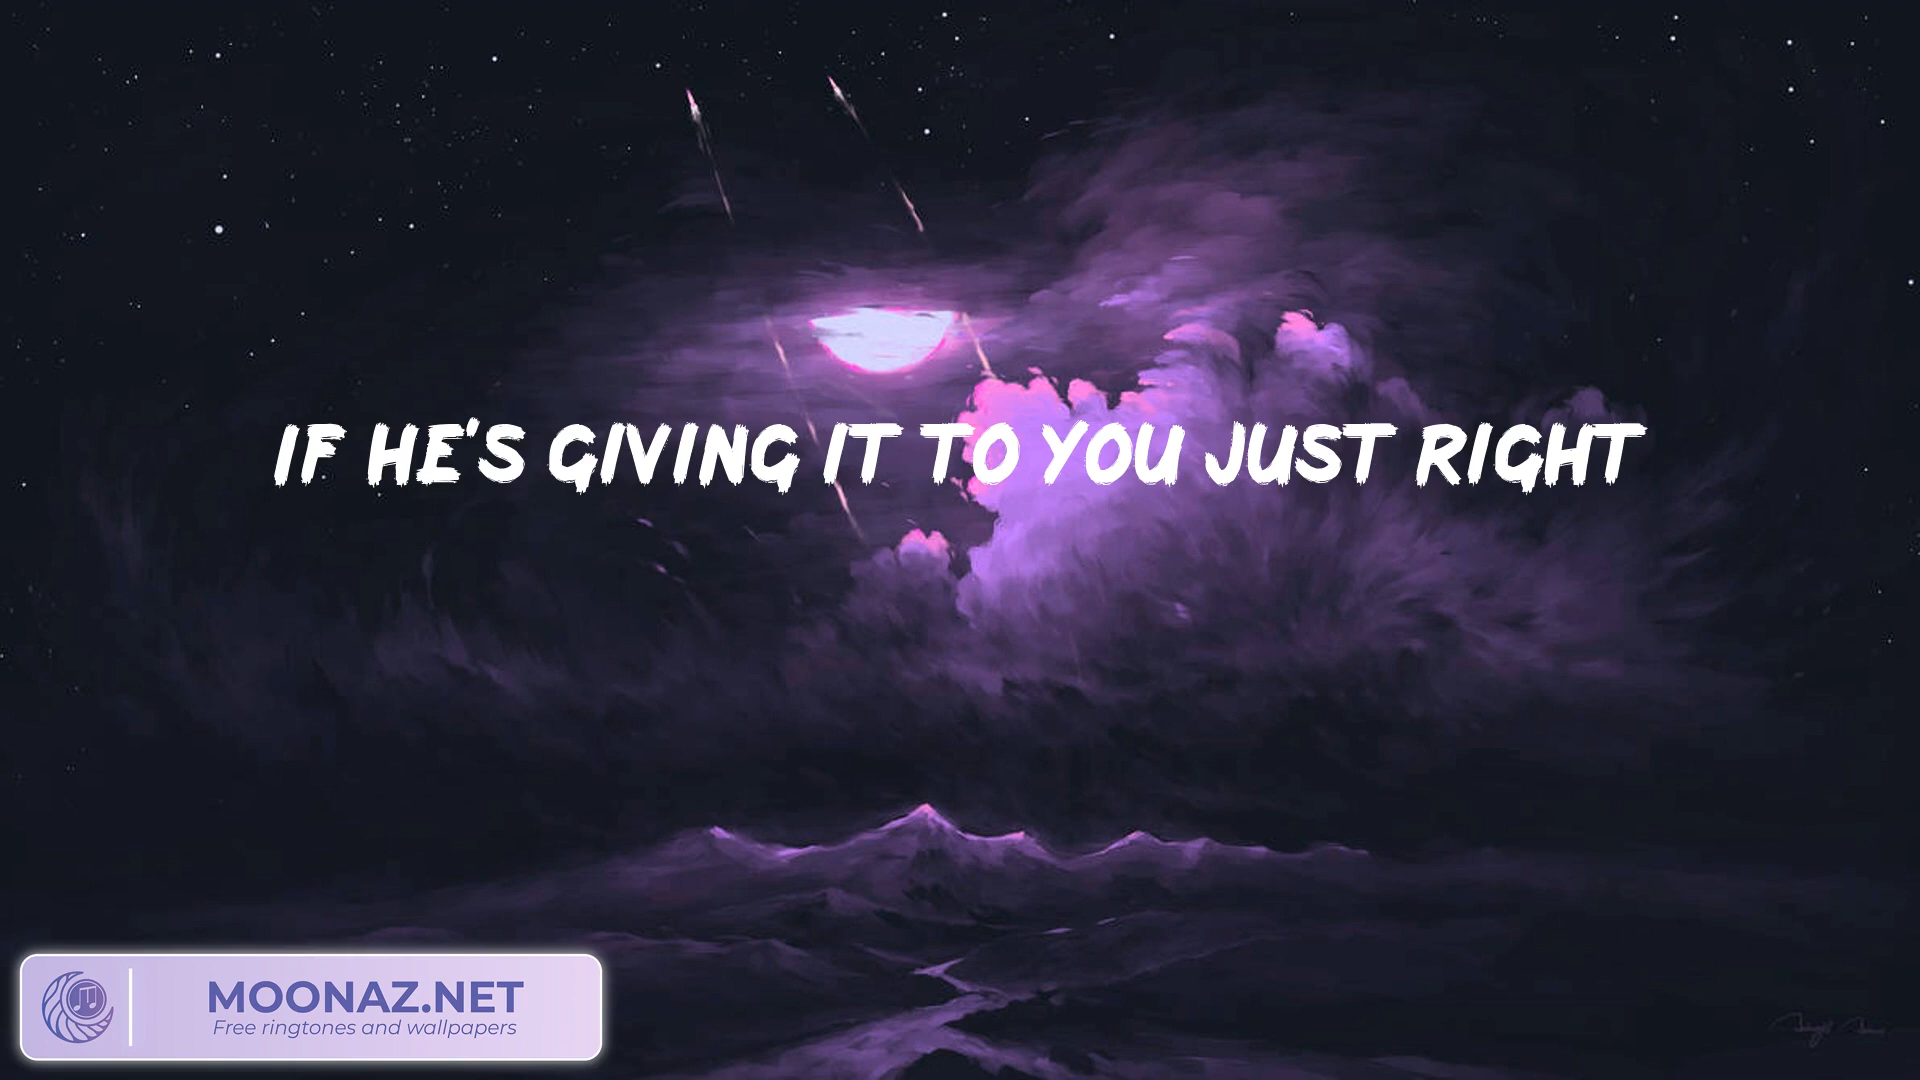 IF HE'S GIVING IT TO YOU JUST RIGHT
MOONAZ.NET
Free ringtones and wallpapers